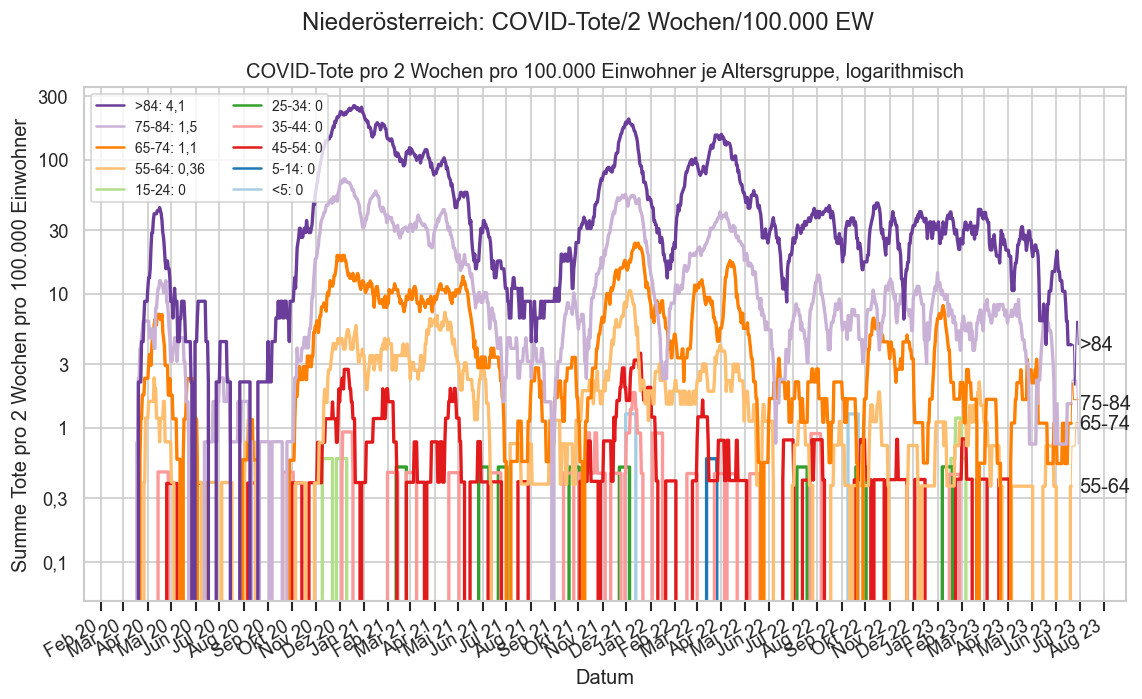 Niederösterreich: COVID-Tote/2 Wochen/100.000 EW
COVID-Tote pro 2 Wochen pro 100.000 Einwohner je Altersgruppe, logarithmisch
Summe Tote pro 2 Wochen pro 100.000 Einwohner
300
100
30
10
3
1
0,3
0,1
>84: 4,1
75-84: 1,5
65-74: 1,1
55-64: 0,36
15-24: 0
25-34: 0
35-44: 0
45-54: 0
5-14: 0
<5: 0
>84
75-84
65-74
55-64
Feb 20
Mär 20
Apr 20
Mai 20
Jun 20
Jul 20
Aug 20
Sep 20
Okt 20
Nov 20
Dez 20
Jan 21
Feb 21
Mär 21
Apr 21
Mai 21
Jun 21
Jul 21
Aug 21
Sep 21
Okt 21
Nov 21
Dez 21
Jan 22
Feb 22
Mär 22
Apr 22
Mai 22
Jun 22
Jul 22
Aug 22
Sep 22
Okt 22
Nov 22
Dez 22
Jan 23
Feb 23
Mär 23
Apr 23
Mai 23
Jun 23
Jul 23
Aug 23
Datum